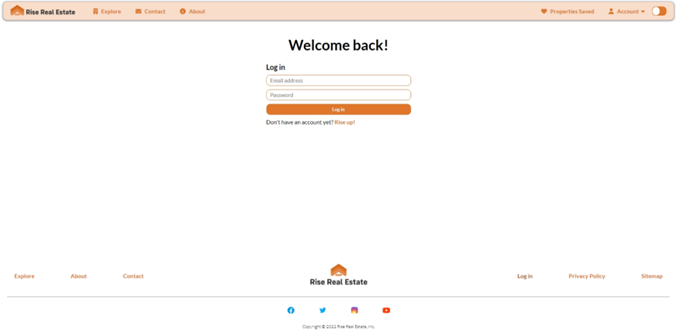 Rise Real Estate Explore Contact About Properties Saved Account
Welcome back!
Log in
Email address
Password
Log in
Don't have an account yet? Rise up!
Explore About Contact Rise Real Estate Log in Privacy Policy Sitemap
Copyright © 2022 Rise Real Estate, Inc.